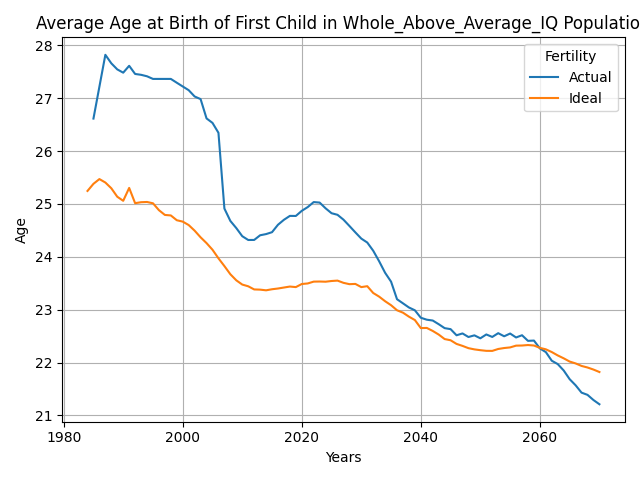 Average Age at Birth of First Child in Whole_Above_Average_IQ Populatio
28
27
26
25
24
23
22
21
Age
Fertility
Actual
Ideal
1980
2000
2020
2040
2060
Years